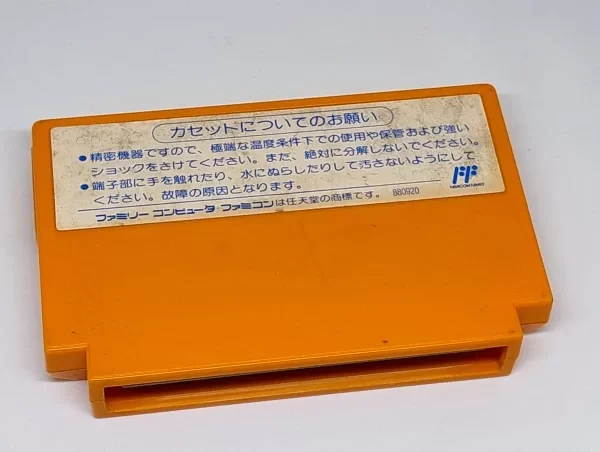 カセットについてのお願い
●精密機器ですので、極端な温度条件下での使用や保管および強い
ショックをさけてください。また、絶対に分解しないでください。
●端子部に手を触れたり、水にぬらしたりして汚さないようにして
ください。故障の原因となります。
ファミリーコンピュータ・ファミコンは任天堂の商標です。 880920
FF
FAMICOM FAMILY